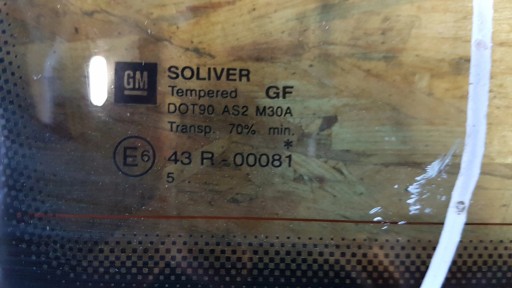 GM
SOLIVER
Tempered GF
DOT90 AS2 M30A
Transp. 70% min.
*
E6 43 R-00081
5